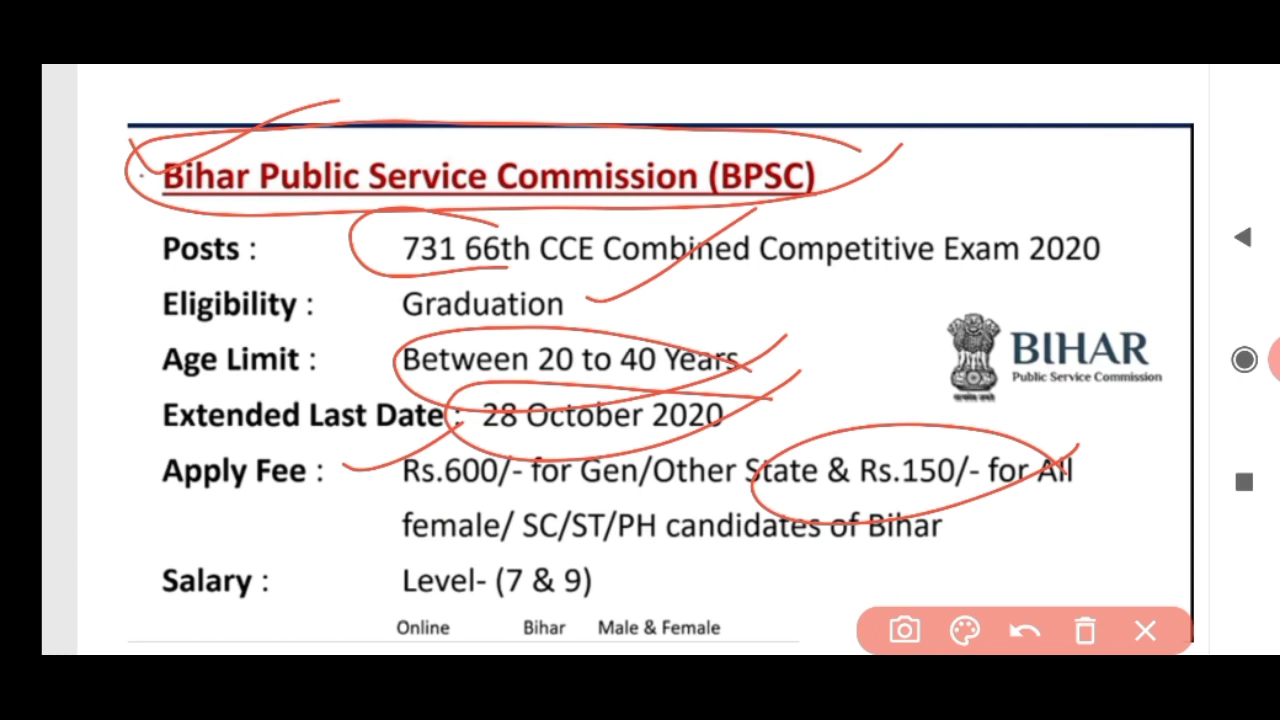 Bihar Public Service Commission (BPSC)
Posts : 731 66th CCE Combined Competitive Exam 2020
Eligibility : Graduation
Age Limit : Between 20 to 40 Years
Extended Last Date : 28 October 2020
Apply Fee : Rs.600/- for Gen/Other State & Rs.150/- for All
female/ SC/ST/PH candidates of Bihar
Salary : Level- (7 & 9)
Online Bihar Male & Female
BIHAR
Public Service Commission